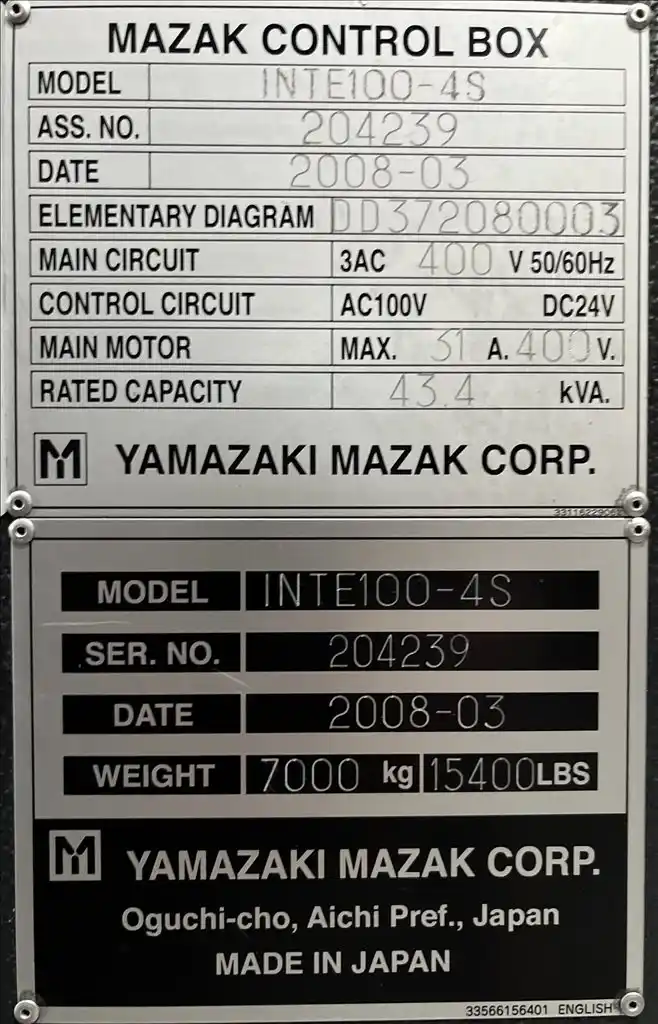 MAZAK CONTROL BOX
MODEL INTE100-4S
ASS. NO. 204239
DATE 2008-03
ELEMENTARY DIAGRAM DD372080003
MAIN CIRCUIT 3AC 400 V 50/60Hz
CONTROL CIRCUIT AC100V DC24V
MAIN MOTOR MAX. 31 A. 400 V.
RATED CAPACITY 43.4 kVA.
YAMAZAKI MAZAK CORP.
MODEL INTE100-4S
SER. NO. 204239
DATE 2008-03
WEIGHT 7000 kg 15400 LBS
YAMAZAKI MAZAK CORP.
Oguchi-cho, Aichi Pref., Japan
MADE IN JAPAN
33566156401 ENGLISH